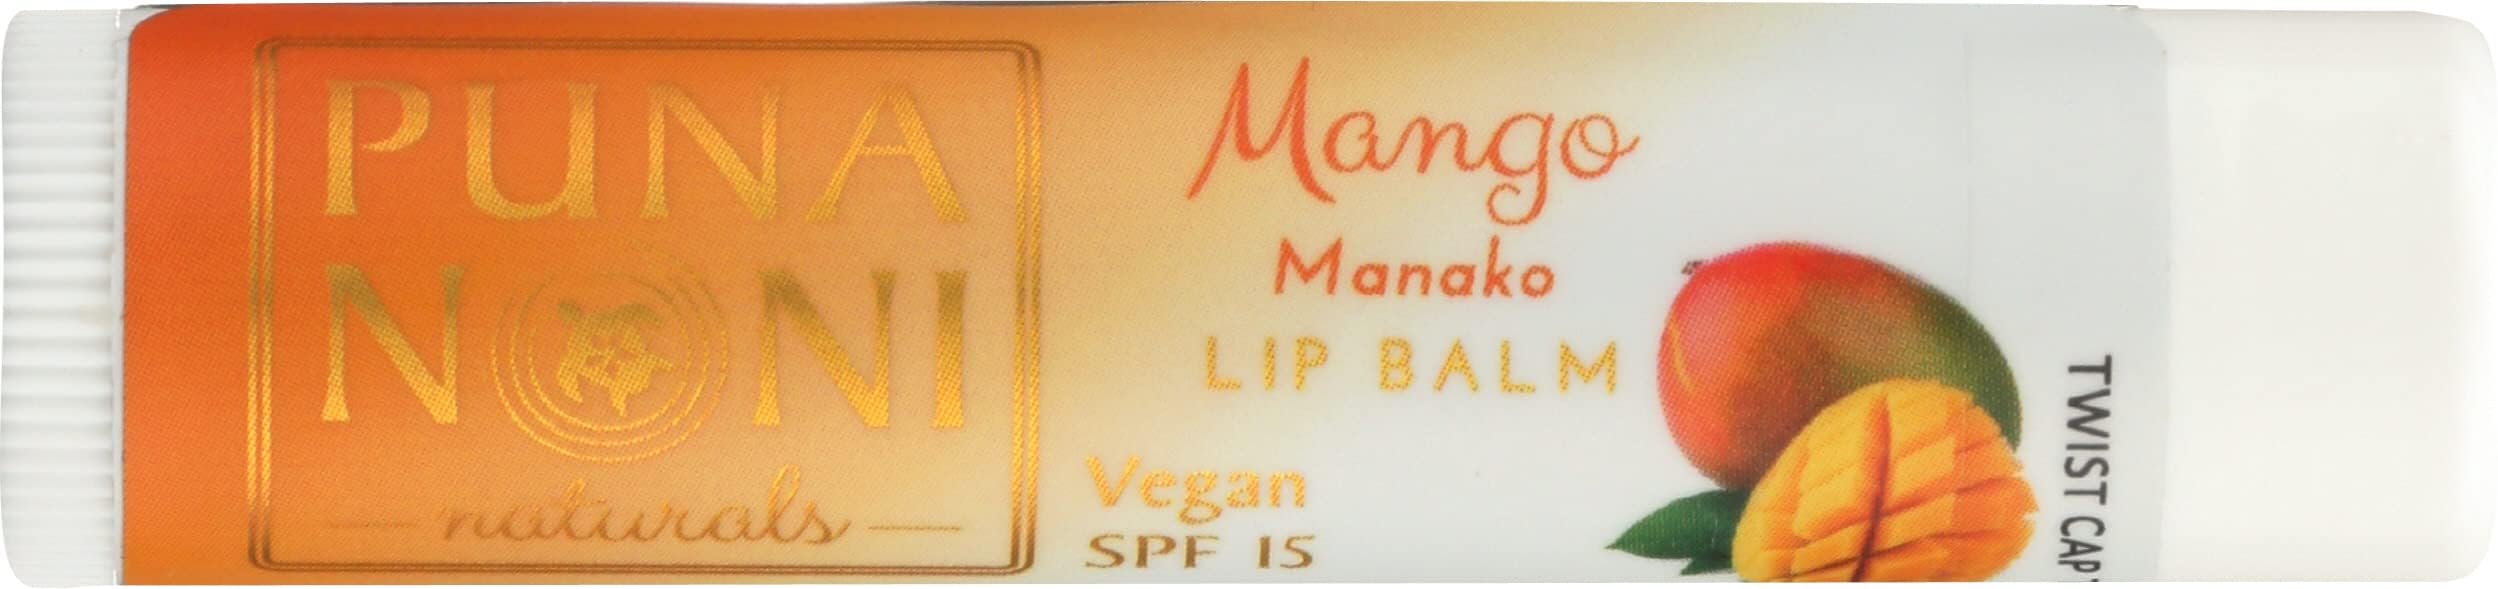 PUNA
NONI
naturals
Mango
Manako
LIP BALM
Vegan
SPF 15
TWIST CAP